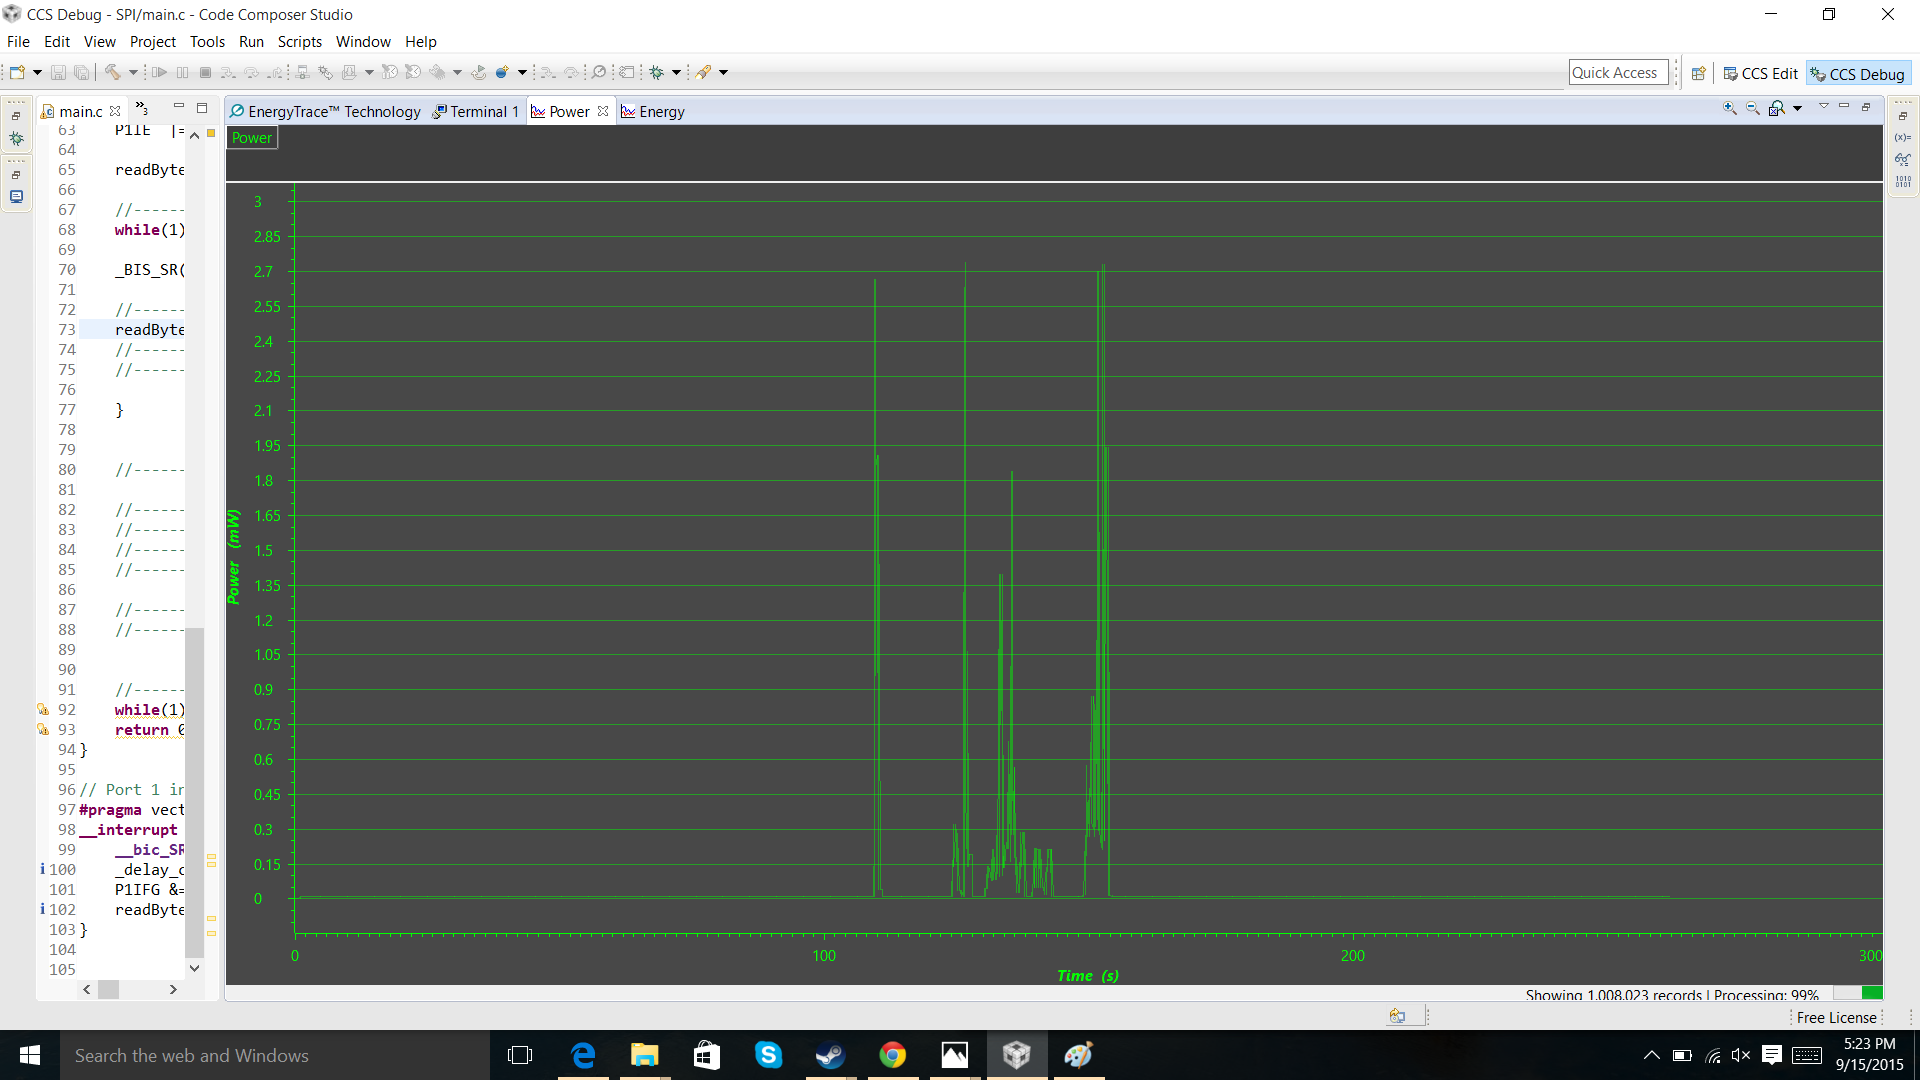 CCS Debug - SPI/main.c - Code Composer Studio
File Edit View Project Tools Run Scripts Window Help
Quick Access CCS Edit CCS Debug
main.c 3
EnergyTrace™ Technology Terminal 1 Power Energy
Power
63 P1IE |=
64
65 readByte
66
67 //------
68 while(1)
69
70 _BIS_SR(
71
72 //------
73 readByte
74 //------
75 //------
76
77 }
78
79
80 //------
81
82 //------
83 //------
84 //------
85 //------
86
87 //------
88 //------
89
90
91 //------
92 while(1)
93 return 0
94 }
95
96 // Port 1 in
97 #pragma vect
98 __interrupt
99 __bic_SR
100 _delay_c
101 P1IFG &=
102 readByte
103 }
104
105
3
2.85
2.7
2.55
2.4
2.25
2.1
1.95
1.8
1.65
1.5
1.35
1.2
1.05
0.9
0.75
0.6
0.45
0.3
0.15
0
Power (mW)
0 100 200 300
Time (s)
(x)=
1010
0101
Showing 1,008,023 records | Processing: 99%
Free License
Search the web and Windows
5:23 PM
9/15/2015